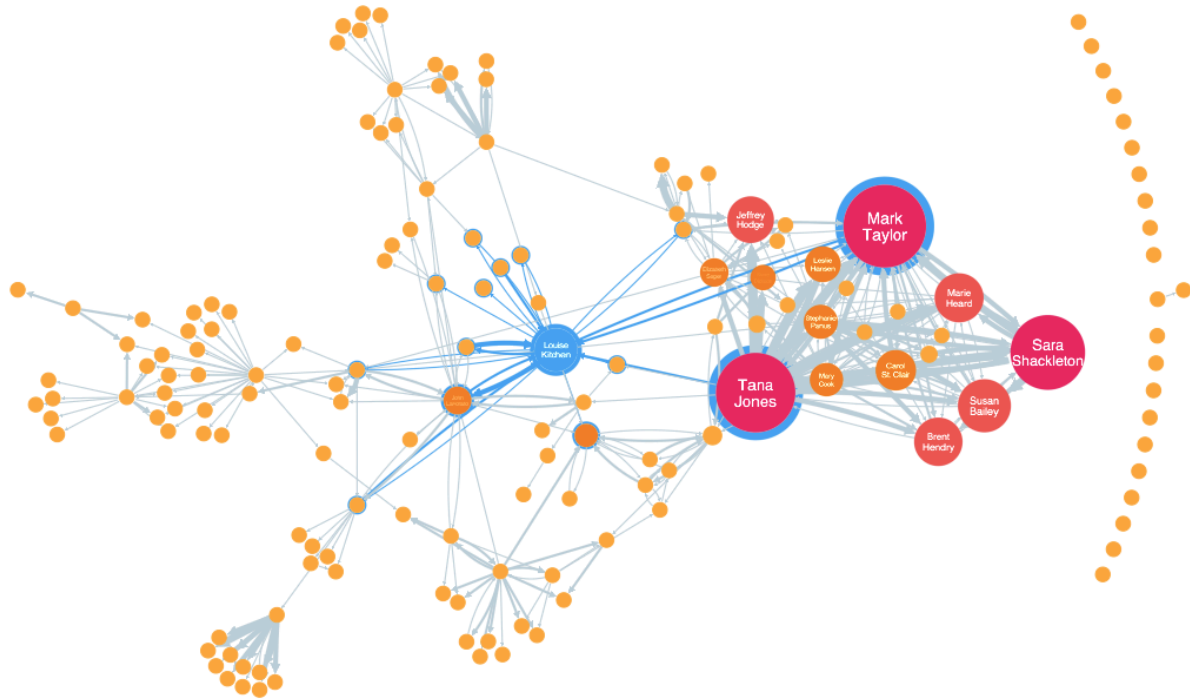 Mark
Taylor
Jeffrey
Hodge
Leslie
Hansen
Marie
Heard
Stephanie
Panus
Louise
Kitchen
Sara
Shackleton
Tana
Jones
Mary
Cook
Carol
St. Clair
Susan
Bailey
Brent
Hendry